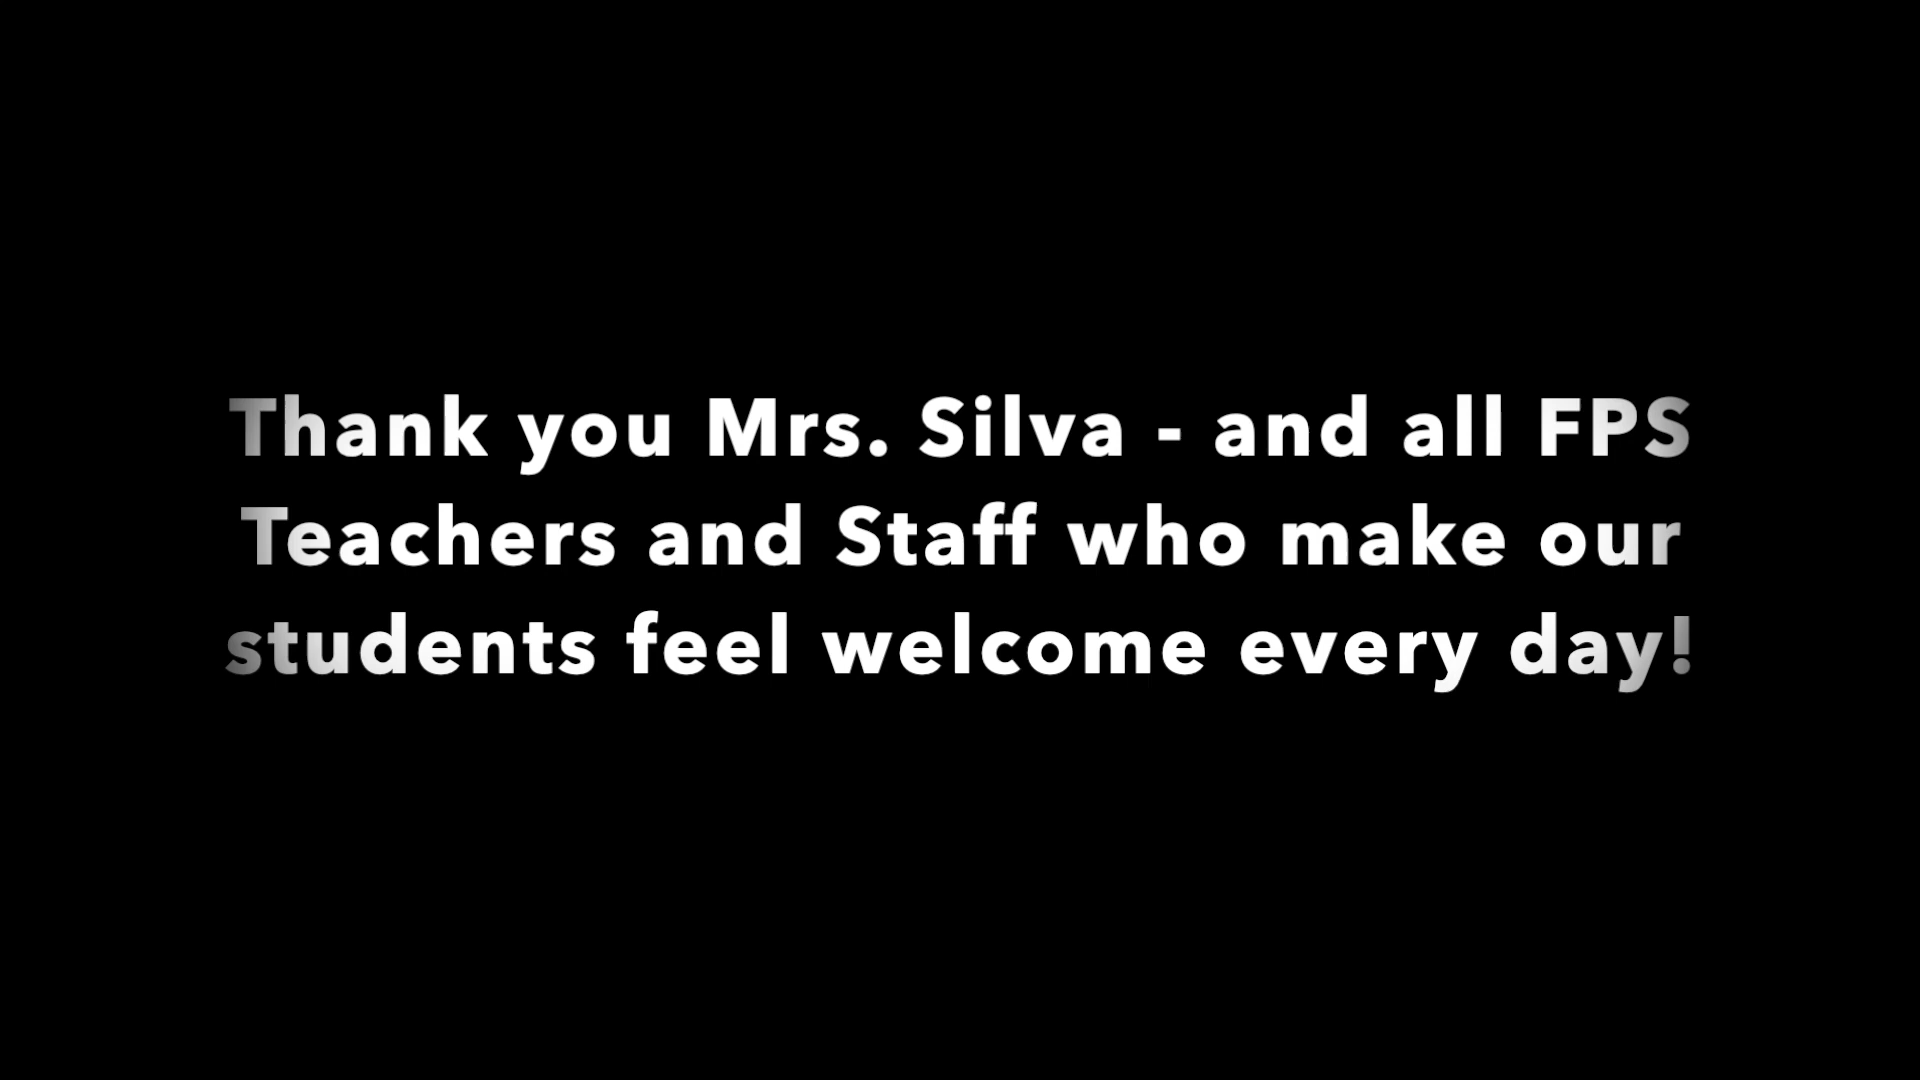 Thank you Mrs. Silva - and all FPS
Teachers and Staff who make our
students feel welcome every day!